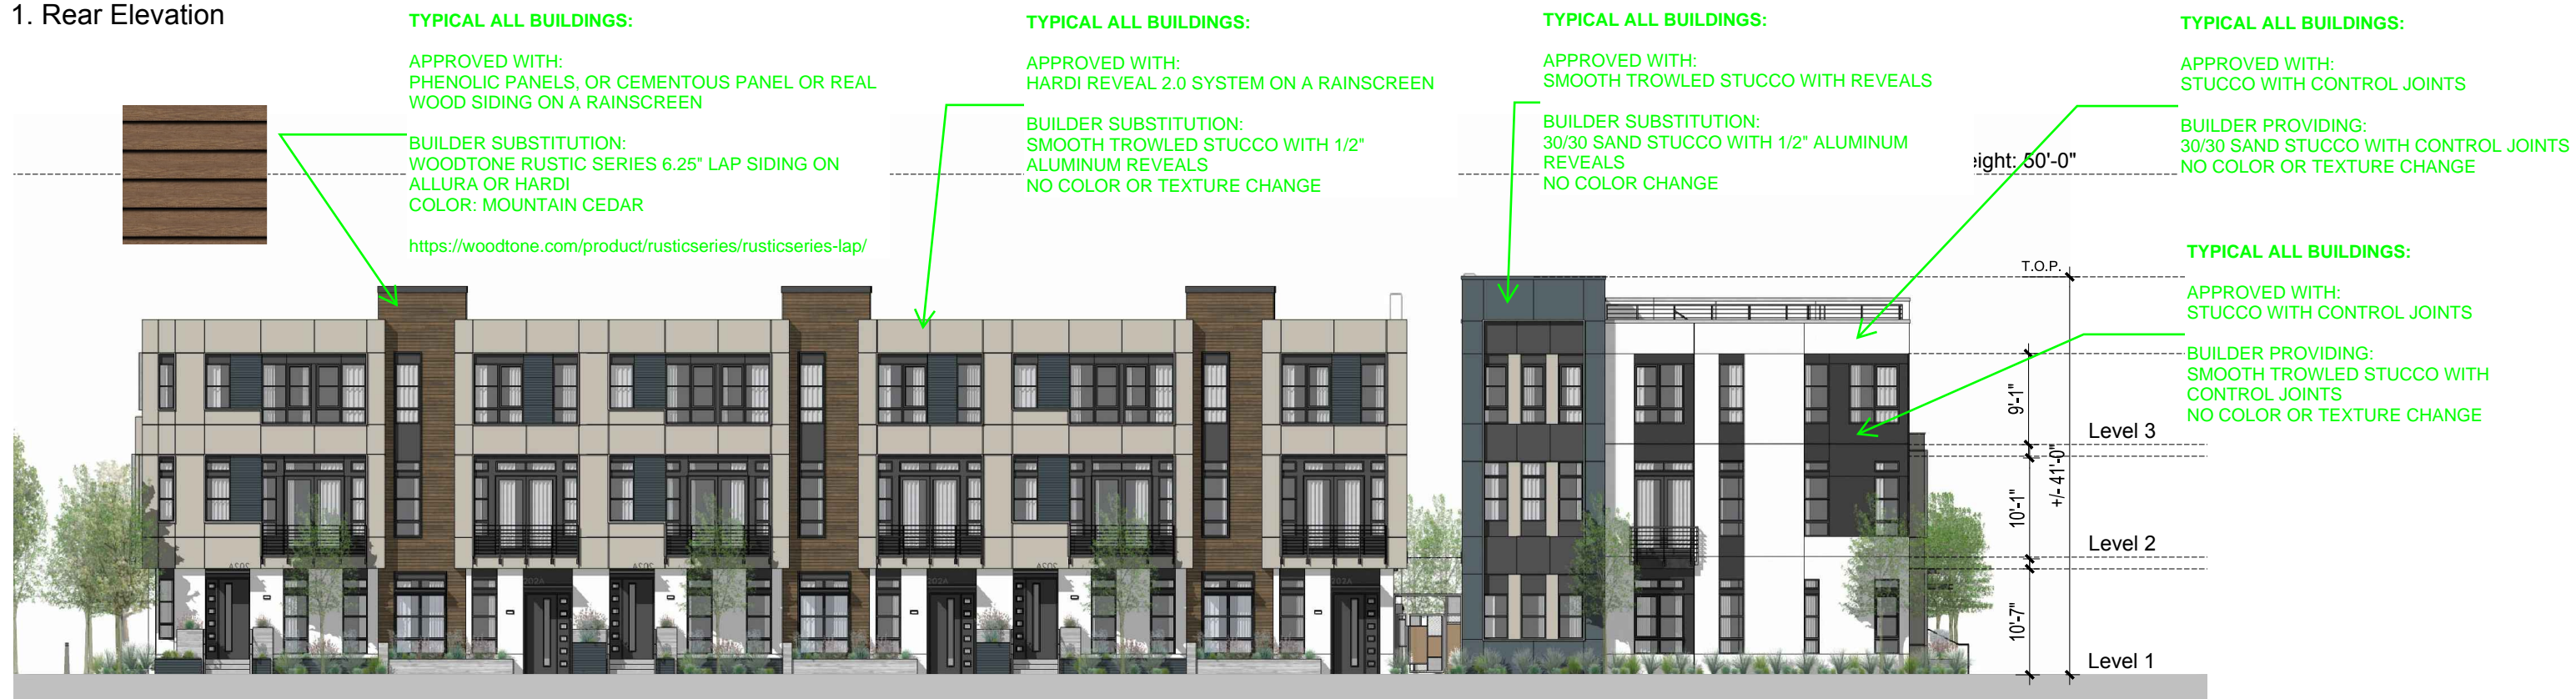 1. Rear Elevation
TYPICAL ALL BUILDINGS:
APPROVED WITH:
PHENOLIC PANELS, OR CEMENTOUS PANEL OR REAL
WOOD SIDING ON A RAINSCREEN
BUILDER SUBSTITUTION:
WOODTONE RUSTIC SERIES 6.25" LAP SIDING ON
ALLURA OR HARDI
COLOR: MOUNTAIN CEDAR
https://woodtone.com/product/rusticseries/rusticseries-lap/
TYPICAL ALL BUILDINGS:
APPROVED WITH:
HARDI REVEAL 2.0 SYSTEM ON A RAINSCREEN
BUILDER SUBSTITUTION:
SMOOTH TROWLED STUCCO WITH 1/2"
ALUMINUM REVEALS
NO COLOR OR TEXTURE CHANGE
TYPICAL ALL BUILDINGS:
APPROVED WITH:
SMOOTH TROWLED STUCCO WITH REVEALS
BUILDER SUBSTITUTION:
30/30 SAND STUCCO WITH 1/2" ALUMINUM
REVEALS
NO COLOR CHANGE
TYPICAL ALL BUILDINGS:
APPROVED WITH:
STUCCO WITH CONTROL JOINTS
BUILDER PROVIDING:
30/30 SAND STUCCO WITH CONTROL JOINTS
NO COLOR OR TEXTURE CHANGE
eight: 50'-0"
TYPICAL ALL BUILDINGS:
APPROVED WITH:
STUCCO WITH CONTROL JOINTS
BUILDER PROVIDING:
SMOOTH TROWLED STUCCO WITH
CONTROL JOINTS
NO COLOR OR TEXTURE CHANGE
T.O.P.
9'-1"
Level 3
+/- 41'-0"
10'-1"
Level 2
10'-7"
Level 1
202A
202A
202A
202A
202A